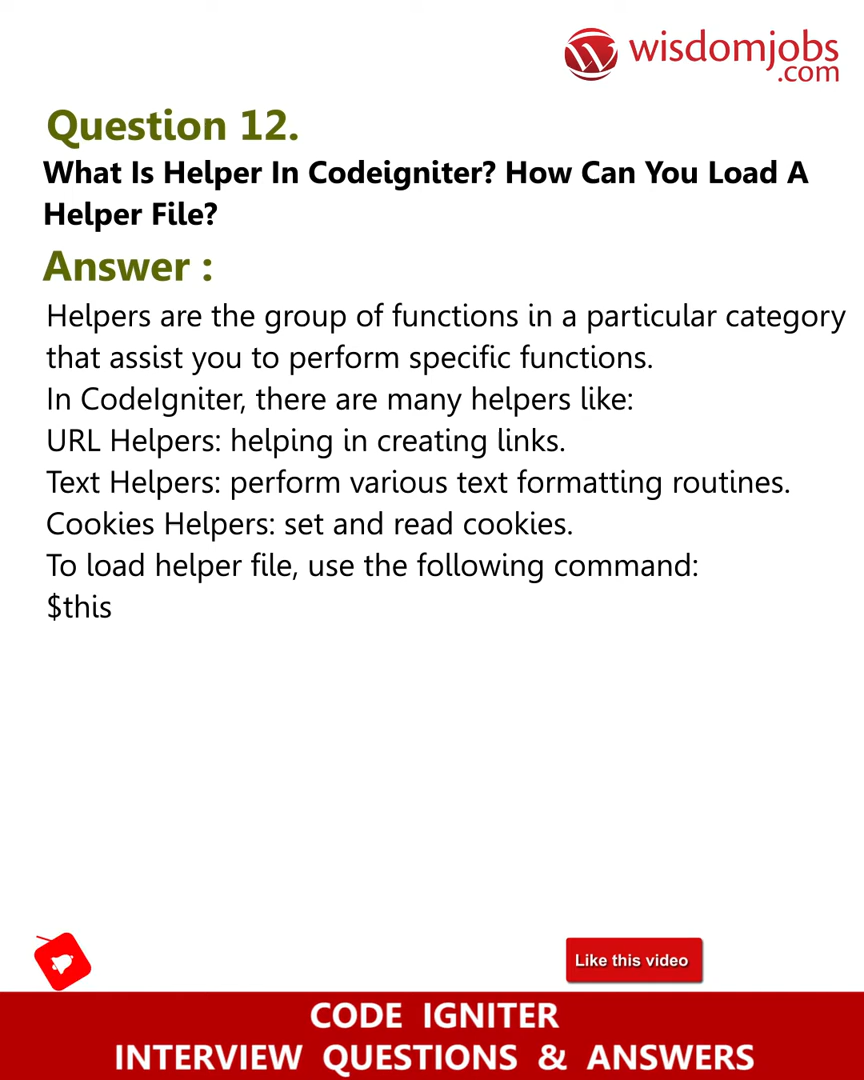 wisdomjobs
.com
Question 12.
What Is Helper In Codeigniter? How Can You Load A
Helper File?
Answer :
Helpers are the group of functions in a particular category
that assist you to perform specific functions.
In CodeIgniter, there are many helpers like:
URL Helpers: helping in creating links.
Text Helpers: perform various text formatting routines.
Cookies Helpers: set and read cookies.
To load helper file, use the following command:
$this
Like this video
CODE IGNITER
INTERVIEW QUESTIONS & ANSWERS